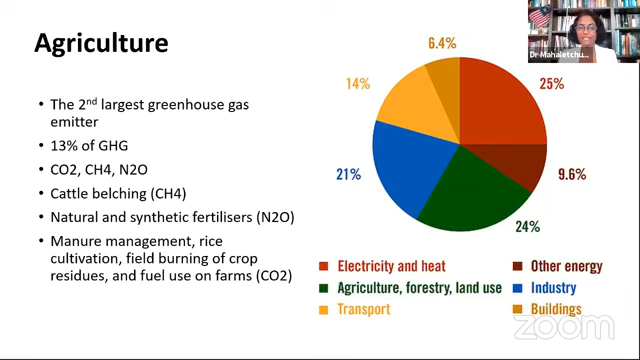 Agriculture
• The 2nd largest greenhouse gas
emitter
• 13% of GHG
• CO2, CH4, N2O
• Cattle belching (CH4)
• Natural and synthetic fertilisers (N2O)
• Manure management, rice
cultivation, field burning of crop
residues, and fuel use on farms (CO2)
6.4%
14%
25%
21%
9.6%
24%
Electricity and heat
Other energy
Agriculture, forestry, land use
Industry
Transport
Buildings
Dr Mahaletchu...
zoom